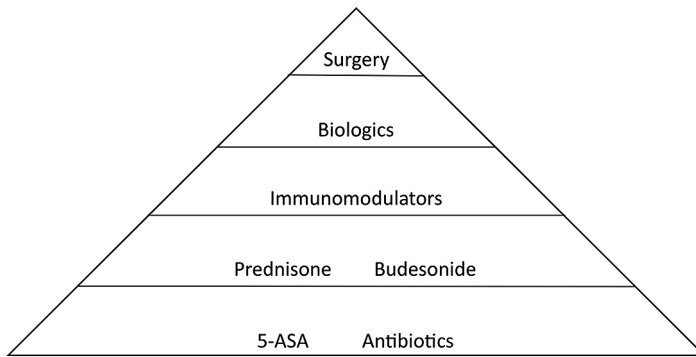 Surgery
Biologics
Immunomodulators
Prednisone Budesonide
5-ASA Antibiotics